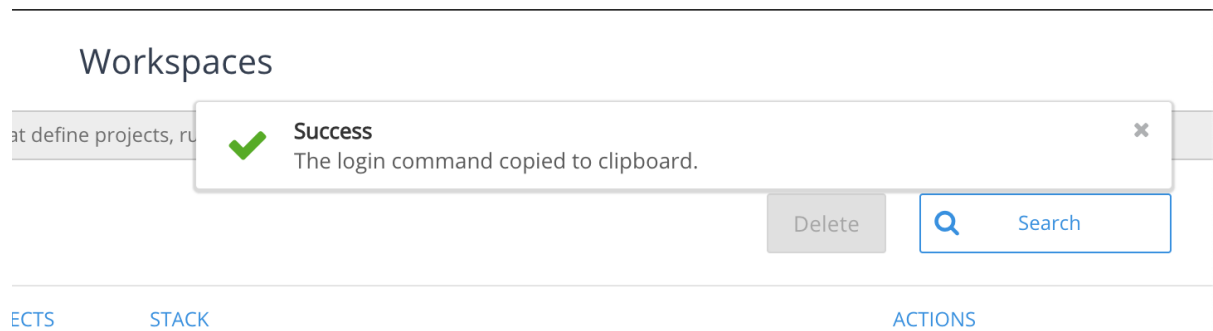 Workspaces
at define projects, ru
Success
The login command copied to clipboard.
Delete
Search
ECTS STACK ACTIONS